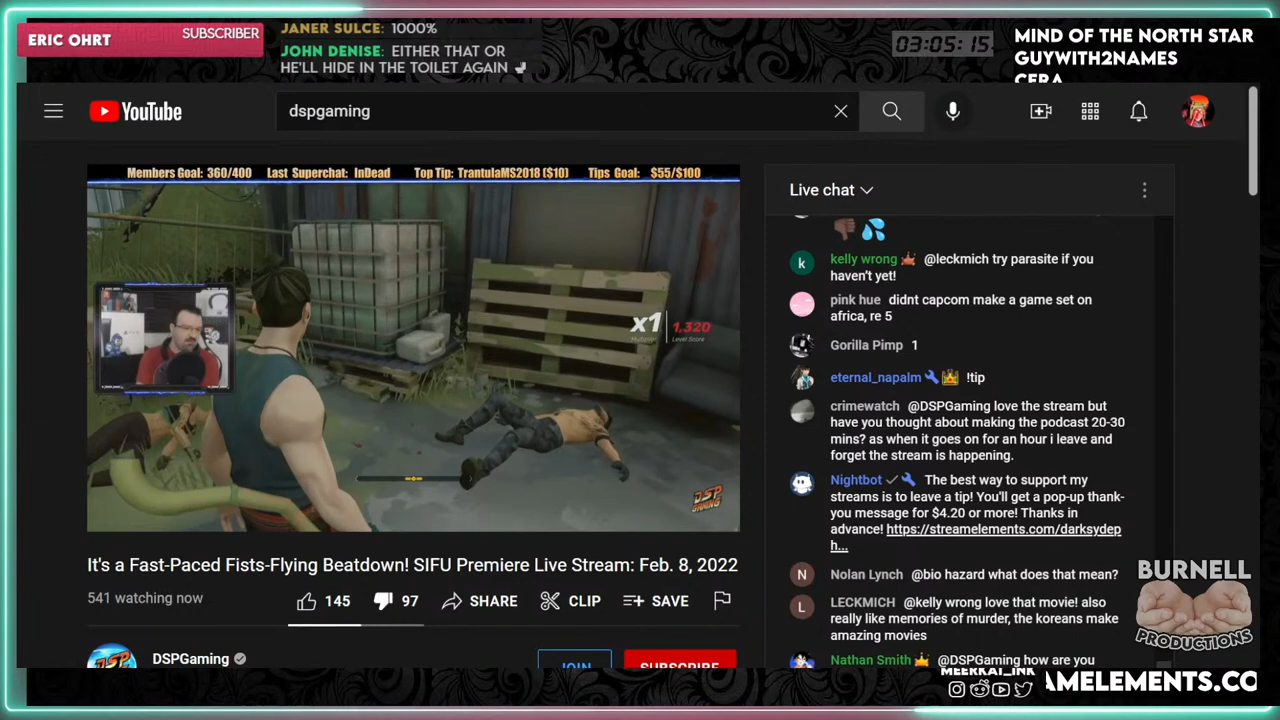 ERIC OHRT
SUBSCRIBER
JANER SULCE: 1000%
JOHN DENISE: EITHER THAT OR
HE'LL HIDE IN THE TOILET AGAIN
03:05:15
MIND OF THE NORTH STAR
GUYWITH2NAMES
CERA
YouTube
dspgaming
Members Goal: 360/400 Last Superchat: InDead Top Tip: TrantulaMS2018 ($10) Tips Goal: $55/$100
x1 1,320
Multiplier Level Score
DSP
GAMING
It's a Fast-Paced Fists-Flying Beatdown! SIFU Premiere Live Stream: Feb. 8, 2022
541 watching now
145
97
SHARE
CLIP
SAVE
DSPGaming
JOIN
SUBSCRIBE
Live chat
kelly wrong @leckmich try parasite if you
haven't yet!
pink hue didnt capcom make a game set on
africa, re 5
Gorilla Pimp 1
eternal_napalm !tip
crimewatch @DSPGaming love the stream but
have you thought about making the podcast 20-30
mins? as when it goes on for an hour i leave and
forget the stream is happening.
Nightbot The best way to support my
streams is to leave a tip! You'll get a pop-up thank-
you message for $4.20 or more! Thanks in
advance! https://streamelements.com/darksydep
h...
Nolan Lynch @bio hazard what does that mean?
LECKMICH @kelly wrong love that movie! also
really like memories of murder, the koreans make
amazing movies
Nathan Smith @DSPGaming how are you
BURNELL
PRODUCTIONS
MEERKAT_INK
AMELEMENTS.CO